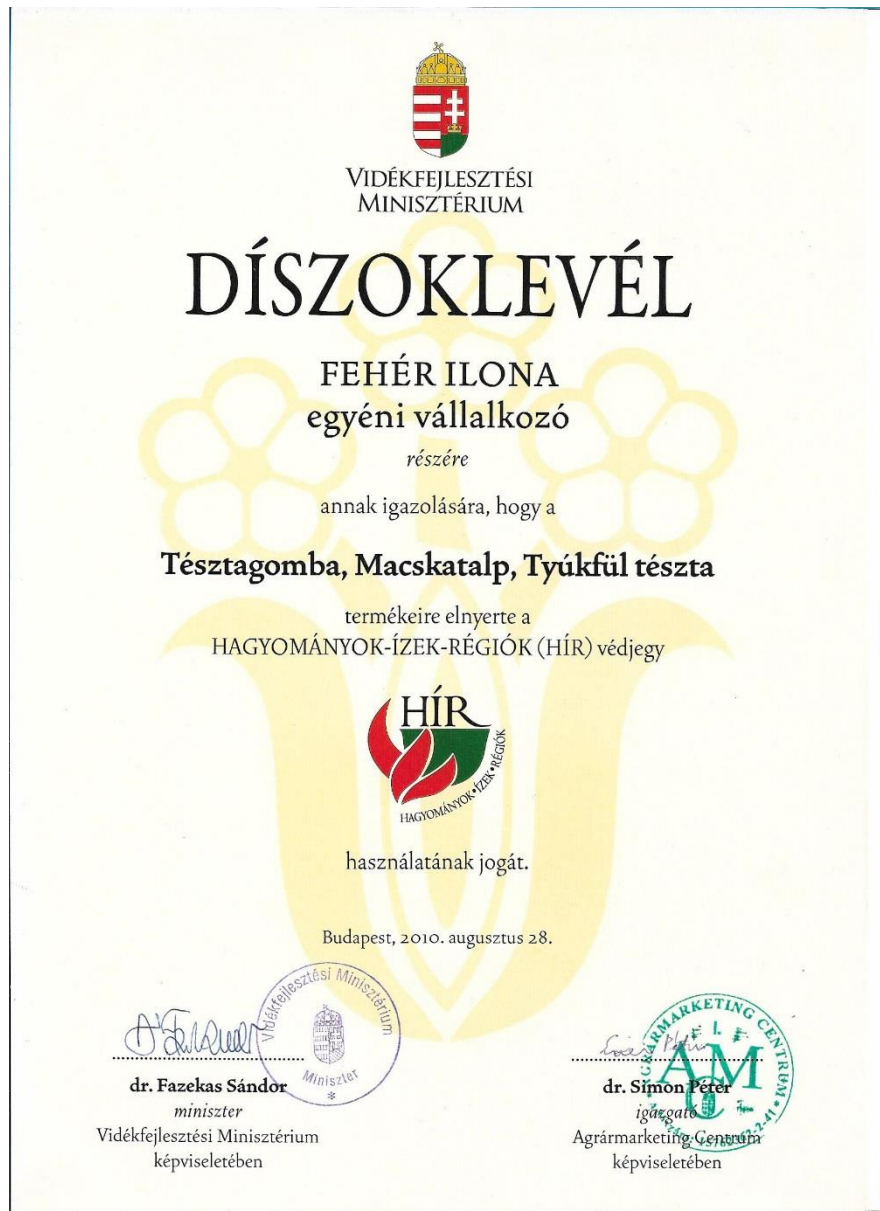 VIDÉKFEJLESZTÉSI
MINISZTÉRIUM
DÍSZOKLEVÉL
FEHÉR ILONA
egyéni vállalkozó
részére
annak igazolására, hogy a
Tésztagomba, Macskatalp, Tyúkfül tészta
termékeire elnyerte a
HAGYOMÁNYOK-ÍZEK-RÉGIÓK (HÍR) védjegy
HÍR
HAGYOMÁNYOK•ÍZEK•RÉGIÓK
használatának jogát.
Budapest, 2010. augusztus 28.
Vidékfejlesztési Minisztérium
Miniszter
*
dr. Fazekas Sándor
miniszter
Vidékfejlesztési Minisztérium
képviseletében
AGRÁRMARKETING CENTRUM
AMC
dr. Simon Péter
igazgató
Agrármarketing Centrum
képviseletében